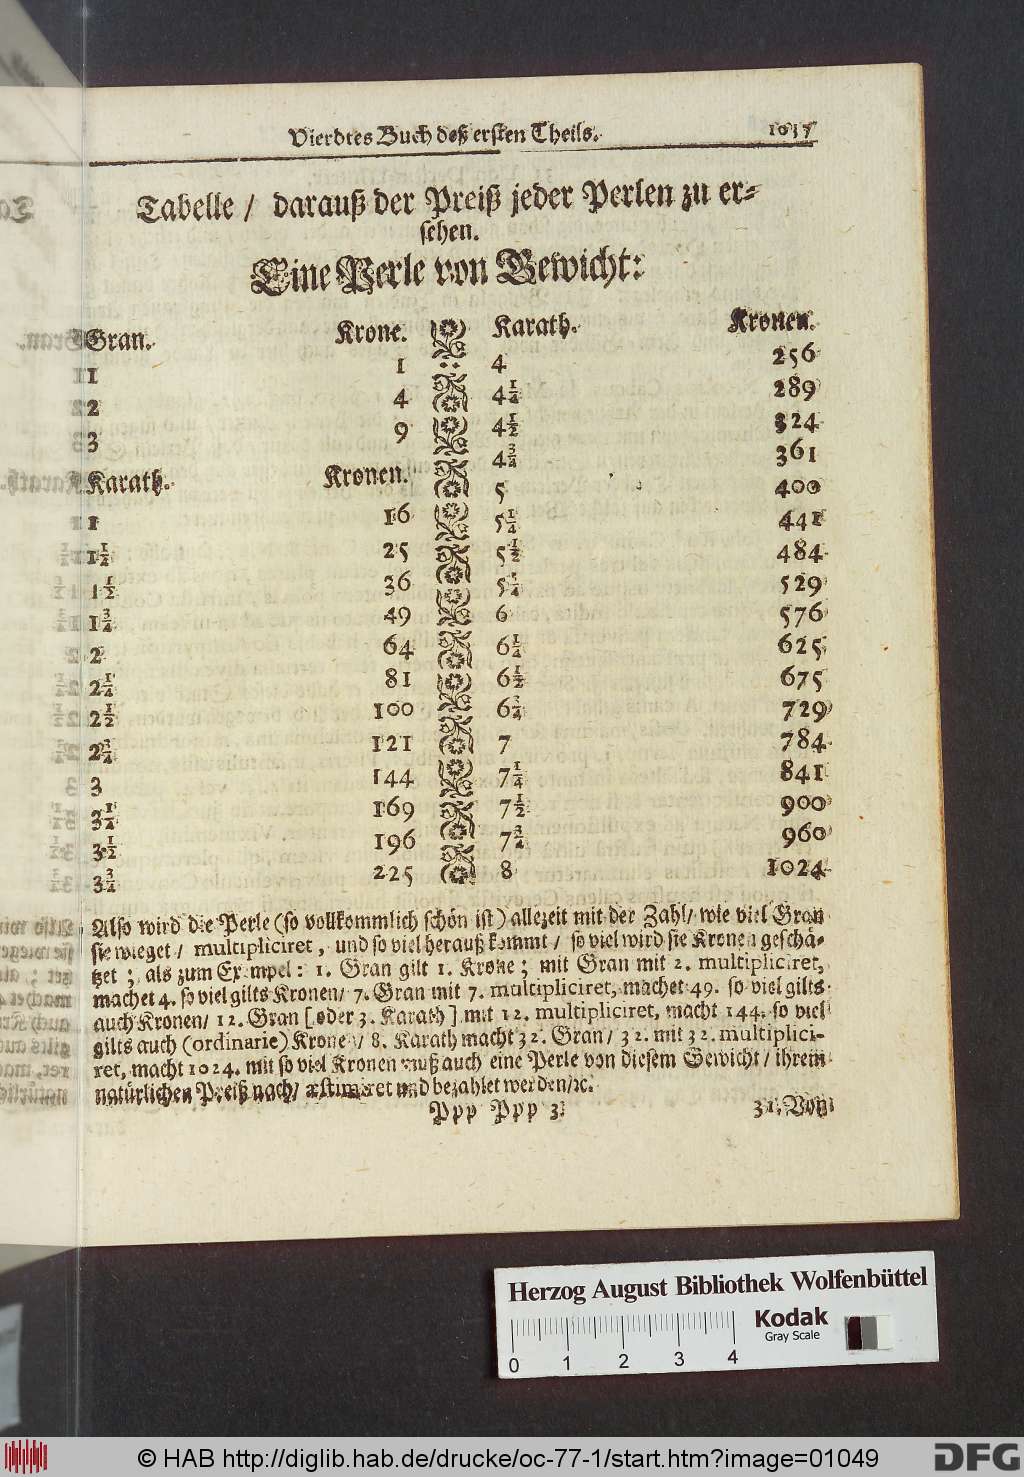 Vierdtes Buch deß ersten Theils. 1037
Tabelle / darauß der Preiß jeder Perlen zu er-
sehen.
Eine Perle von Gewicht:
Gran. Krone.
1 1
2 4
3 9
Karath. Kronen.
1 16
1½ 25
1½ 36
1¾ 49
2 64
2¼ 81
2½ 100
2¾ 121
3 144
3¼ 169
3½ 196
3¾ 225
Karath. Kronen.
4 256
4¼ 289
4½ 324
4¾ 361
5 400
5¼ 441
5½ 484
5¾ 529
6 576
6¼ 625
6½ 675
6¾ 729
7 784
7¼ 841
7½ 900
7¾ 960
8 1024
Also wird die Perle (so vollkommlich schön ist) allezeit mit der Zahl / wie viel Gran
sie wieget / multipliciret, und so viel herauß kommt / so viel wird sie Kronen geschä-
tzet ; als zum Exempel : 1. Gran gilt 1. Krone ; mit Gran mit 2. multipliciret,
machet 4. so viel gilts Kronen / 7. Gran mit 7. multipliciret, machet 49. so viel gilts
auch Kronen / 12. Gran [oder 3. Karath] mit 12. multipliciret, macht 144. so viel
gilts auch (ordinarie) Kronen / 8. Karath macht 32. Gran / 32. mit 32. multiplici-
ret, macht 1024. mit so viel Kronen muß auch eine Perle von diesem Gewicht / ihrem
natürlichen Preiß nach / æstimiret und bezahlet werden / ꝛc.
Ppp Ppp 3 31. Von
Herzog August Bibliothek Wolfenbüttel
Kodak
Gray Scale
0 1 2 3 4
© HAB http://diglib.hab.de/drucke/oc-77-1/start.htm?image=01049
DFG